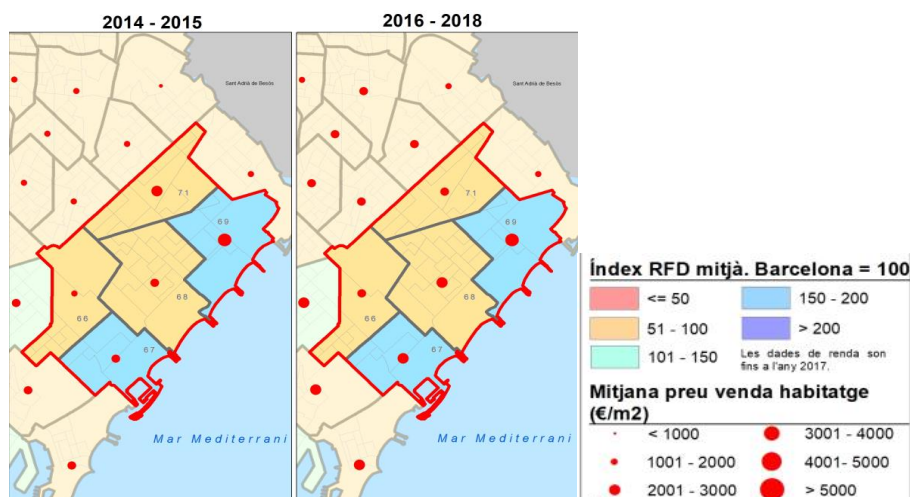 2014 - 2015
2016 - 2018
Sant Adrià de Besòs
71
69
68
66
67
Mar Mediterrani
Sant Adrià de Besòs
71
69
68
66
67
Mar Mediterrani
Índex RFD mitjà. Barcelona = 100
<= 50
150 - 200
51 - 100
> 200
101 - 150
Les dades de renda son
fins a l'any 2017.
Mitjana preu venda habitatge
(€/m2)
< 1000
3001 - 4000
1001 - 2000
4001- 5000
2001 - 3000
> 5000